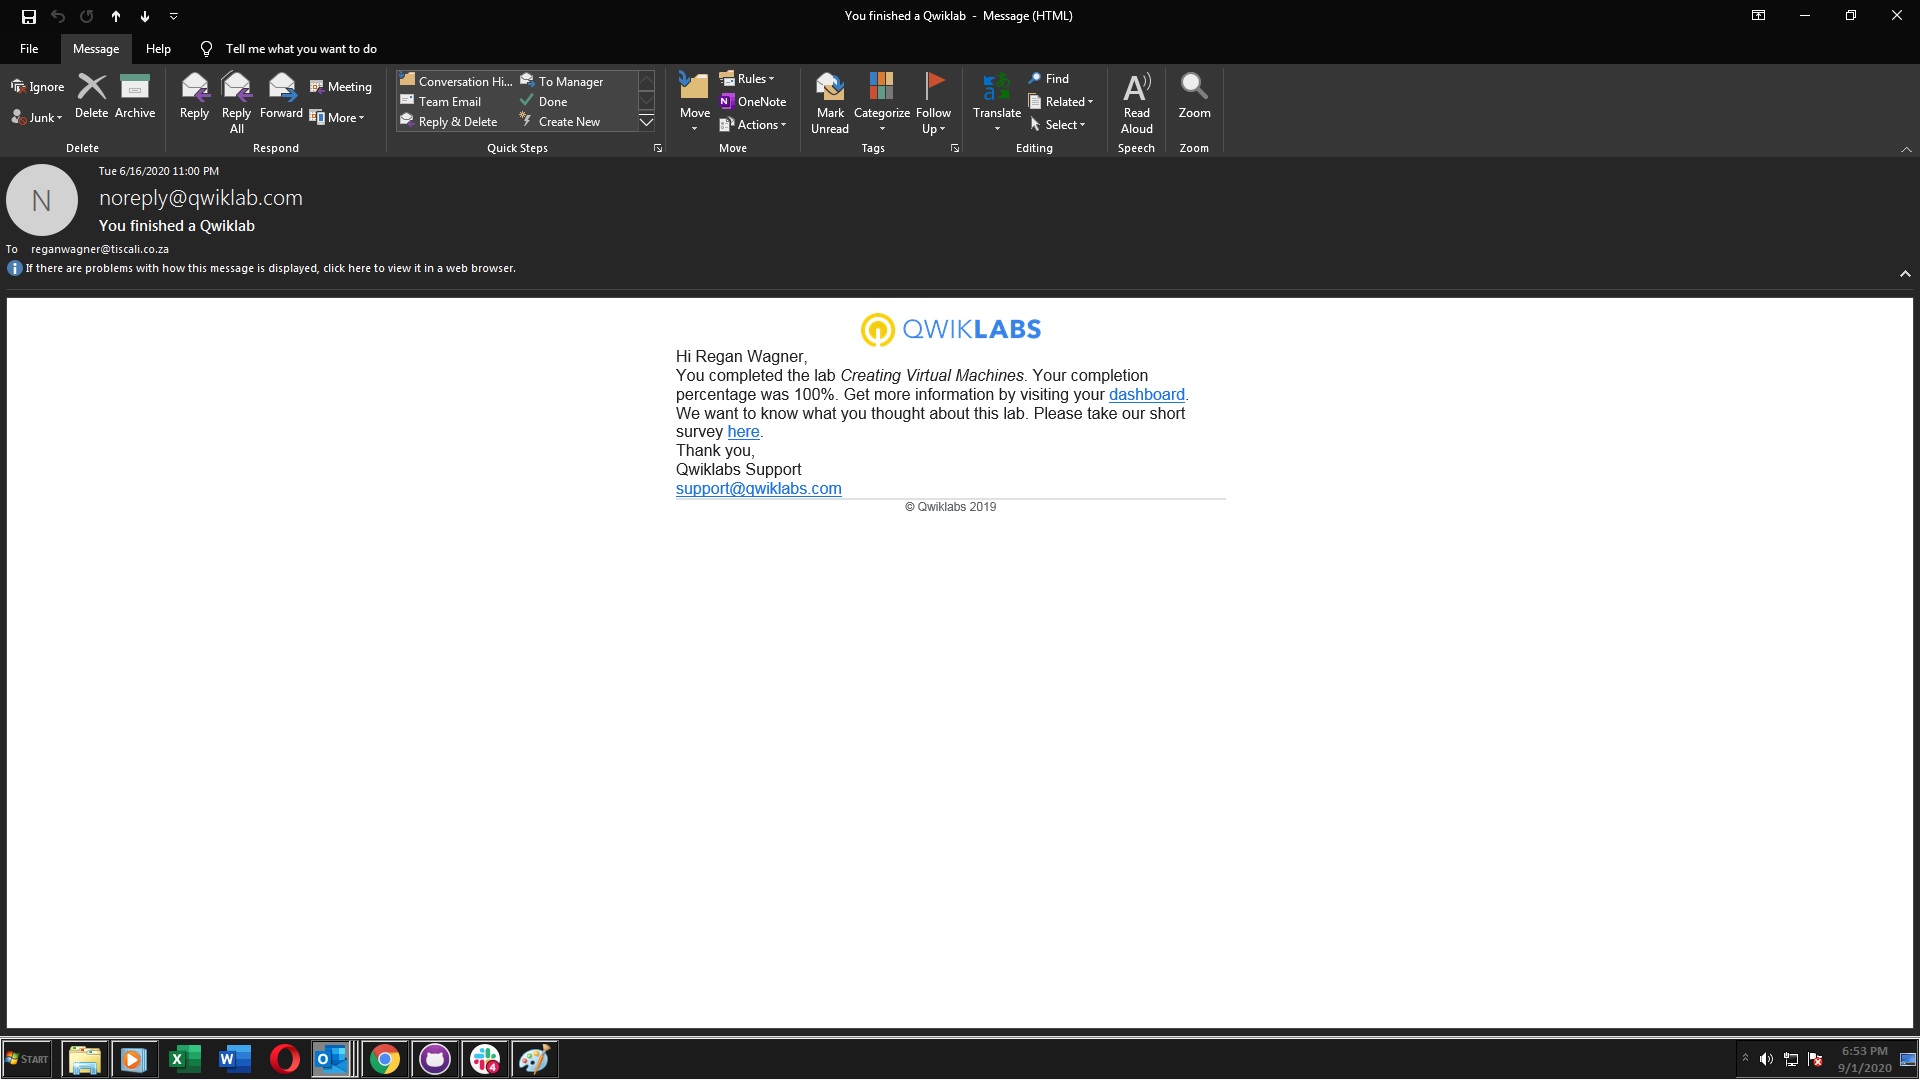 You finished a Qwiklab - Message (HTML)
File Message Help Tell me what you want to do
Ignore
Junk
Delete
Archive
Delete
Reply
Reply All
Forward
Meeting
More
Respond
Conversation Hi...
Team Email
Reply & Delete
To Manager
Done
Create New
Quick Steps
Move
Rules
OneNote
Actions
Move
Mark Unread
Categorize
Follow Up
Tags
Translate
Find
Related
Select
Editing
Read Aloud
Speech
Zoom
Zoom
Tue 6/16/2020 11:00 PM
N
noreply@qwiklab.com
You finished a Qwiklab
To reganwagner@tiscali.co.za
If there are problems with how this message is displayed, click here to view it in a web browser.
QWIKLABS
Hi Regan Wagner,
You completed the lab Creating Virtual Machines. Your completion
percentage was 100%. Get more information by visiting your dashboard.
We want to know what you thought about this lab. Please take our short
survey here.
Thank you,
Qwiklabs Support
support@qwiklabs.com
© Qwiklabs 2019
START
4
6:53 PM
9/1/2020